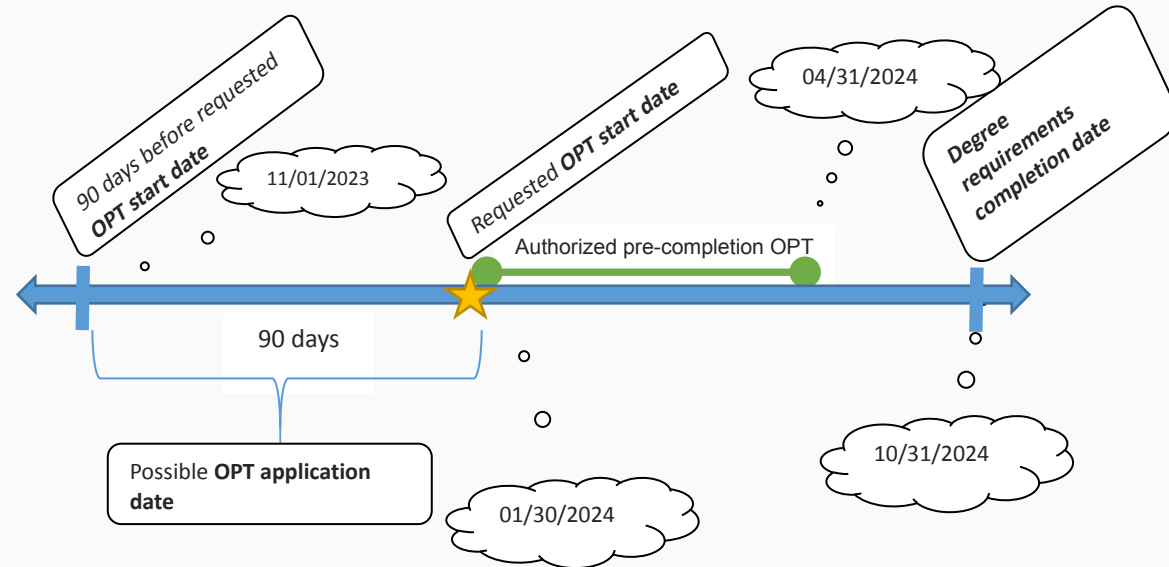 90 days before requested
OPT start date
11/01/2023
Requested OPT start date
04/31/2024
Degree
requirements
completion date
Authorized pre-completion OPT
90 days
Possible OPT application
date
01/30/2024
10/31/2024